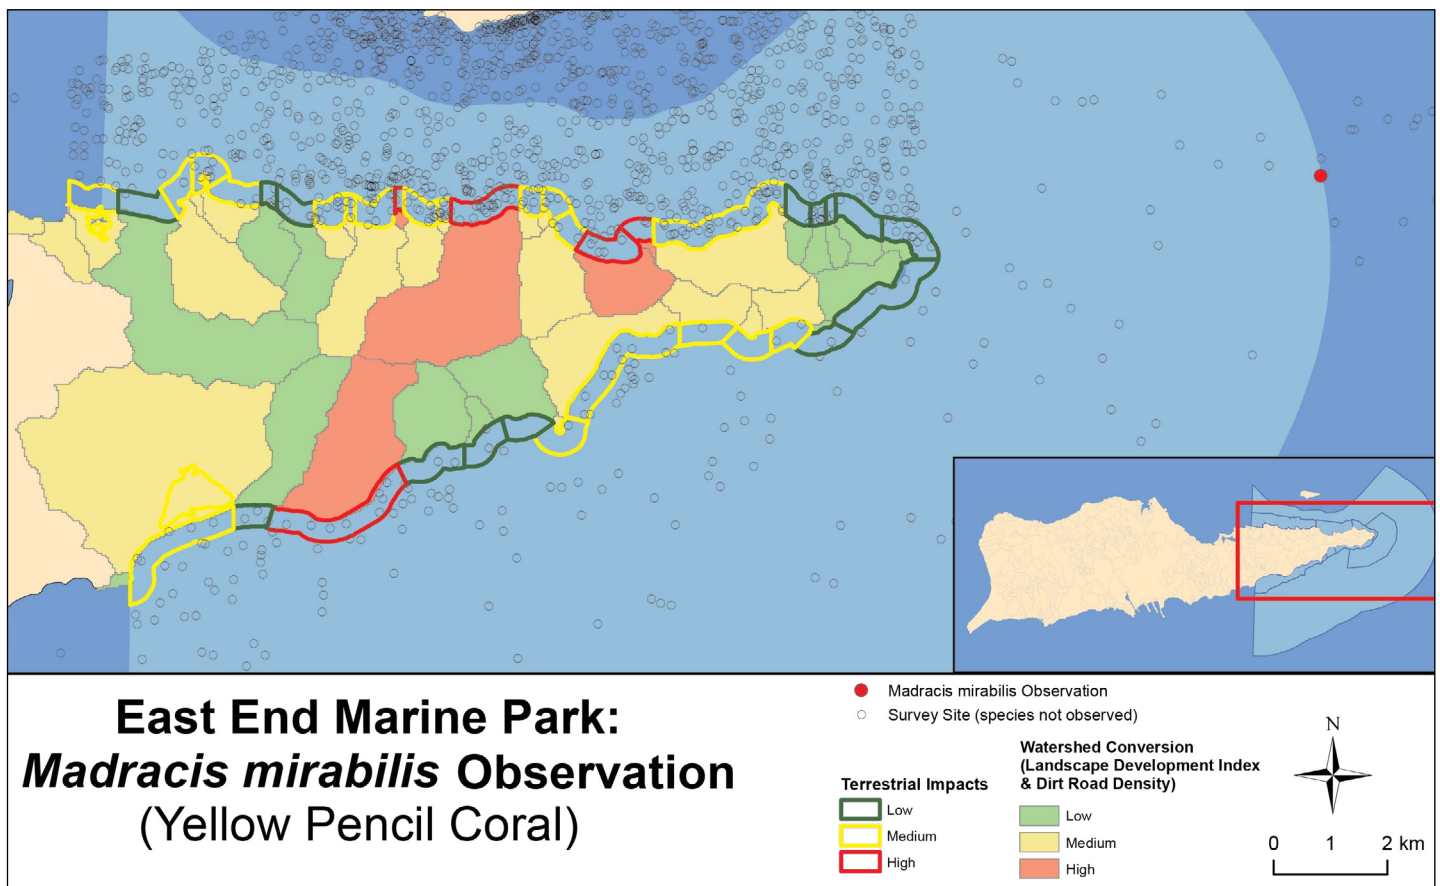 East End Marine Park:
Madracis mirabilis Observation
(Yellow Pencil Coral)
Madracis mirabilis Observation
Survey Site (species not observed)
Terrestrial Impacts
Low
Medium
High
Watershed Conversion
(Landscape Development Index
& Dirt Road Density)
Low
Medium
High
N
0 1 2 km